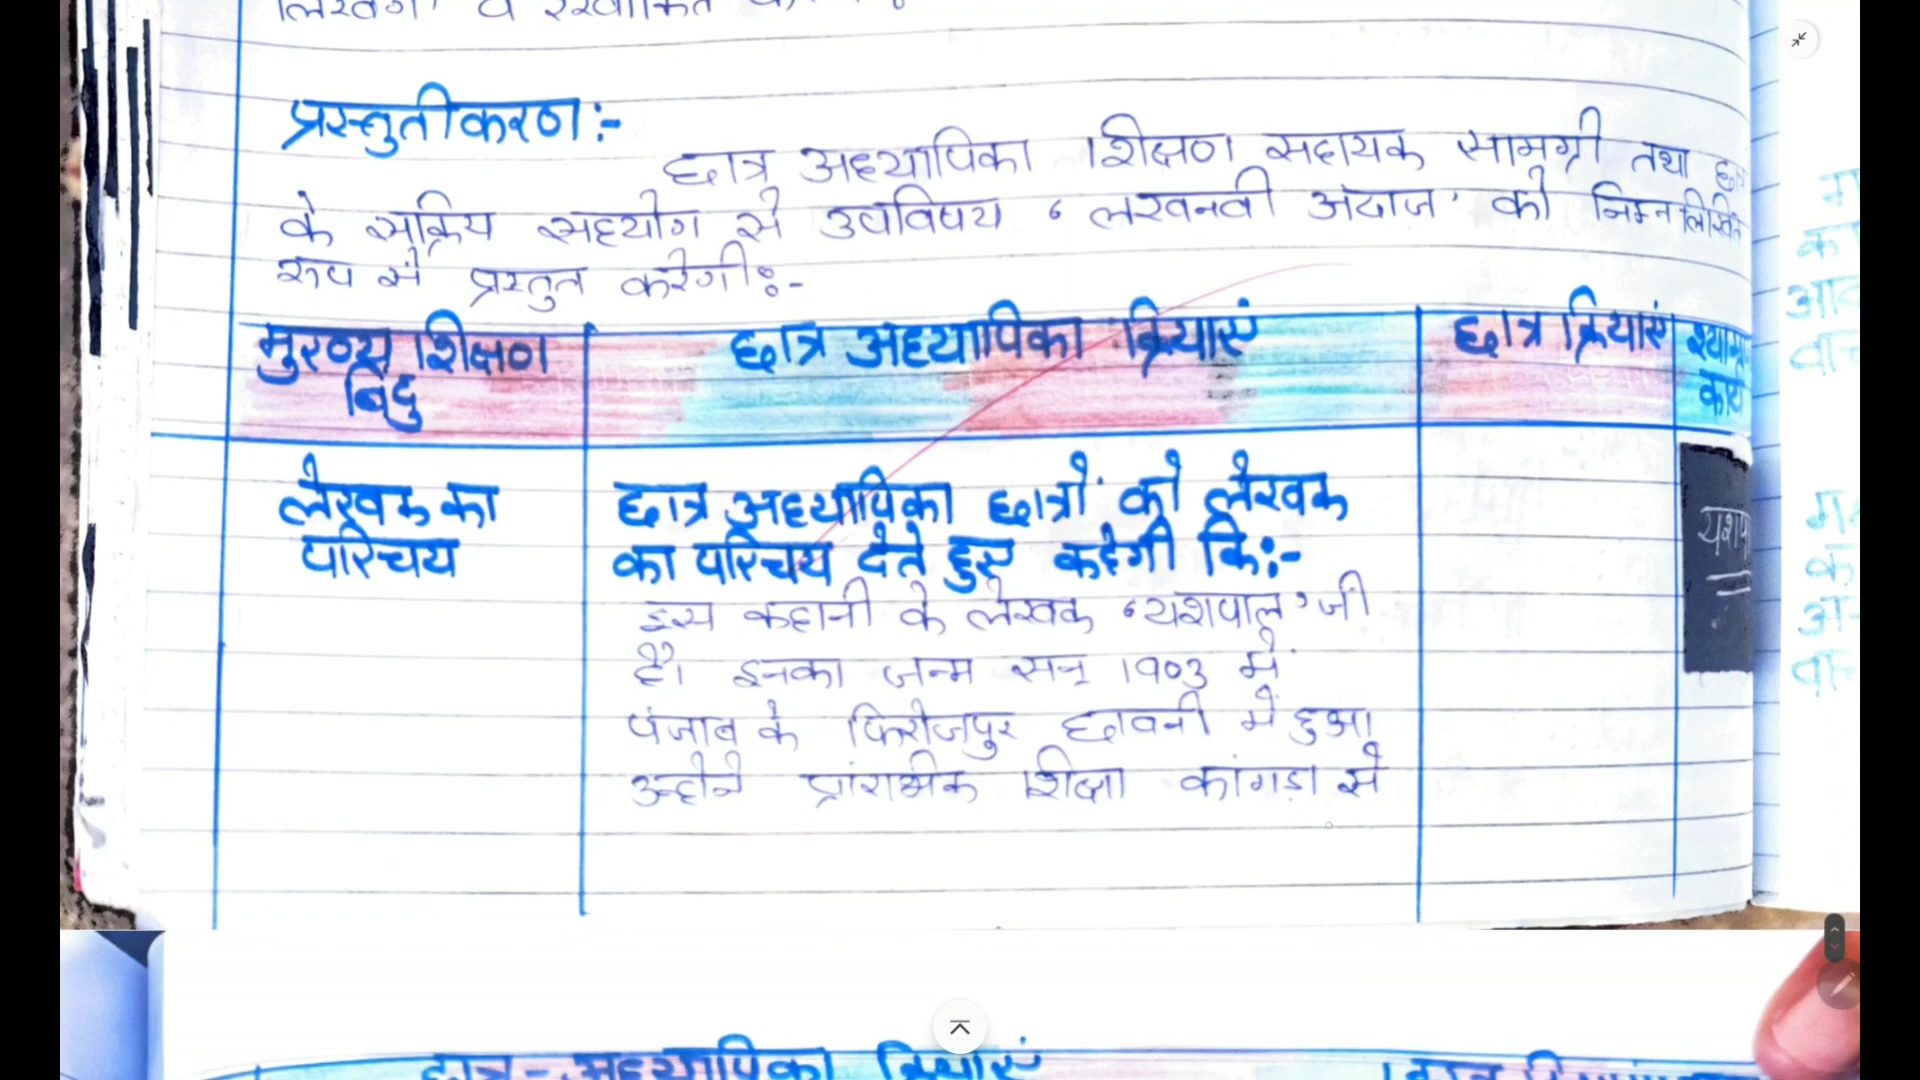 प्रस्तुतीकरण:-
छात्र अध्यापिका शिक्षण सहायक सामग्री तथा
के सक्रिय सहयोग से उपविषय ‘लखनवी अंदाज’ को निम्नलिखित
रूप से प्रस्तुत करेगी:-
मुख्य शिक्षण बिंदु
छात्र अध्यापिका क्रियाएं
छात्र क्रियाएं
कार्य
लेखक का
परिचय
छात्र अध्यापिका छात्रों को लेखक
का परिचय देते हुए कहेगी कि:-
इस कहानी के लेखक ‘यशपाल’ जी
है। इनका जन्म सन् 1903 में
पंजाब के फिरोजपुर छावनी में हुआ।
उन्होंने प्रांरभिक शिक्षा कांगड़ा से
छात्र-अध्यापिका क्रियाएं